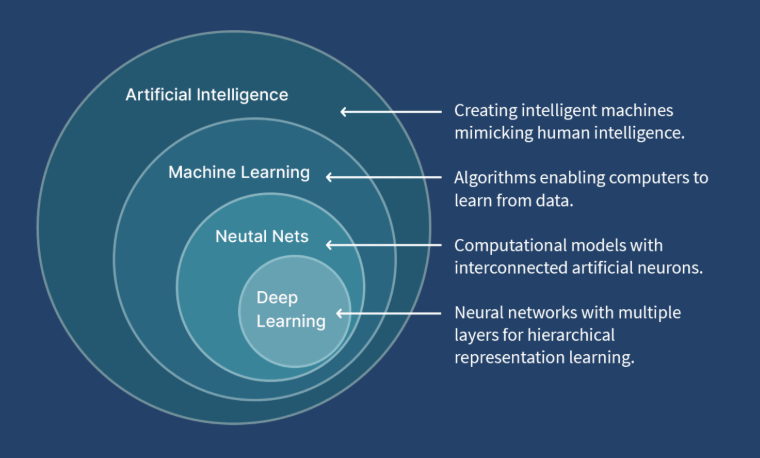 Artificial Intelligence
Creating intelligent machines
mimicking human intelligence.
Machine Learning
Algorithms enabling computers to
learn from data.
Neutal Nets
Computational models with
interconnected artificial neurons.
Deep
Learning
Neural networks with multiple
layers for hierarchical
representation learning.